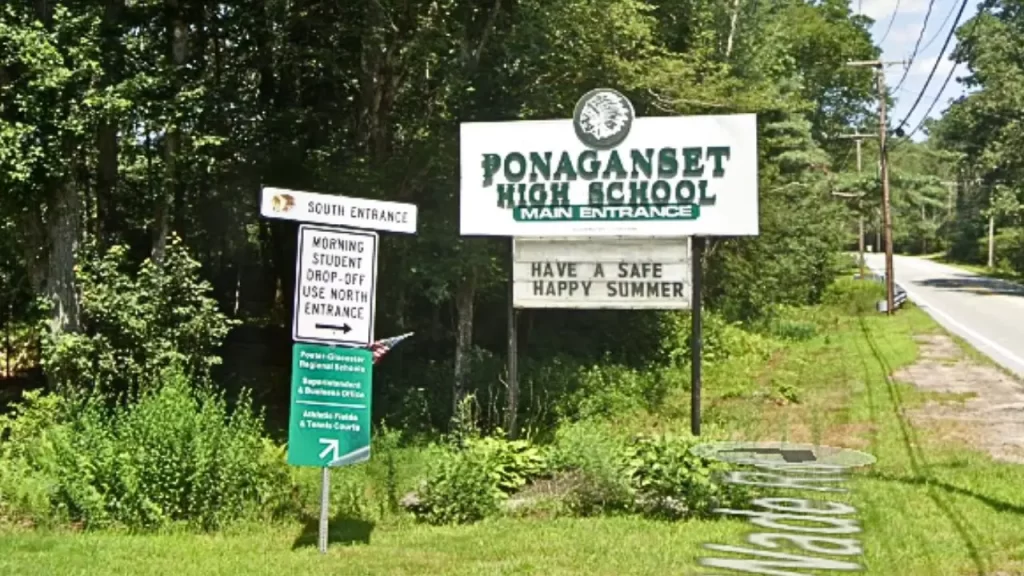 SOUTH ENTRANCE
MORNING
STUDENT
DROP-OFF
USE NORTH
ENTRANCE
Foster-Glocester
Regional Schools
Superintendent
& Business Office
Athletic Fields
& Tennis Courts
PONAGANSET
HIGH SCHOOL
MAIN ENTRANCE
HAVE A SAFE
HAPPY SUMMER
Wade